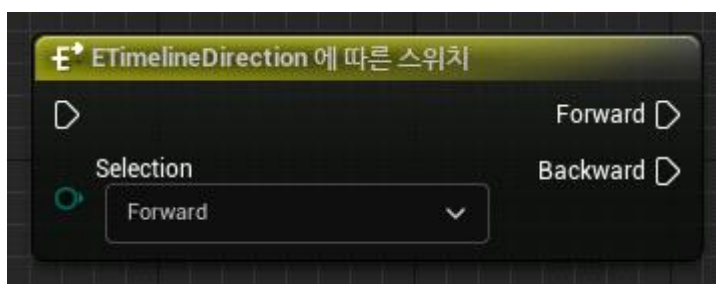 ETimelineDirection 에 따른 스위치
Forward
Selection
Backward
Forward